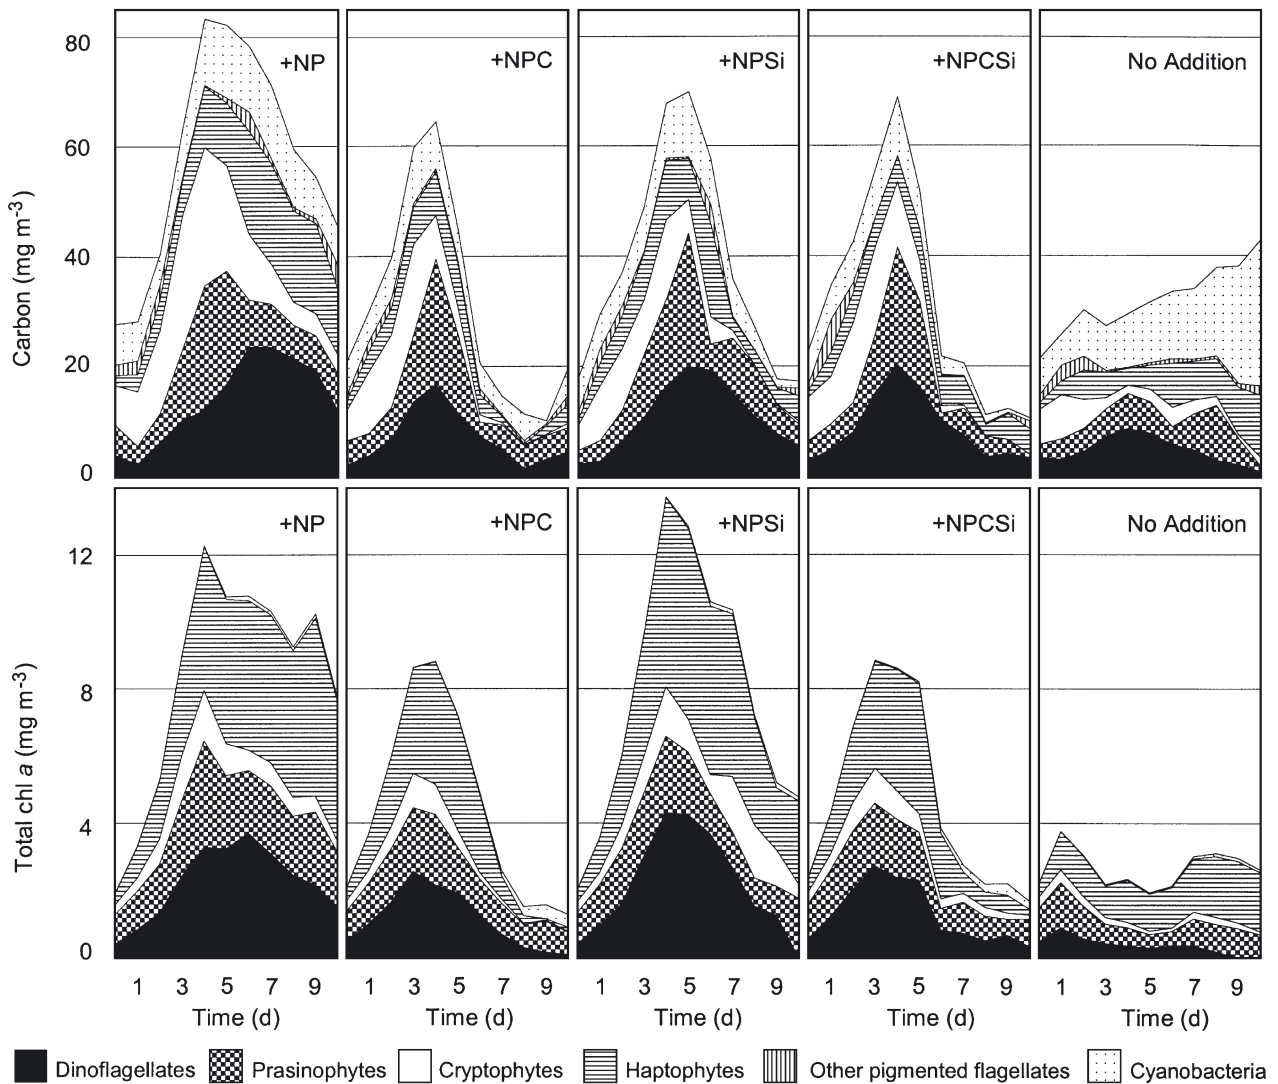 +NP +NPC +NPSi +NPCSi No Addition
80
60
40
20
0
Carbon (mg m-3)
+NP +NPC +NPSi +NPCSi No Addition
12
8
4
0
Total chl a (mg m-3)
1 3 5 7 9 1 3 5 7 9 1 3 5 7 9 1 3 5 7 9 1 3 5 7 9
Time (d) Time (d) Time (d) Time (d) Time (d)
Dinoflagellates Prasinophytes Cryptophytes Haptophytes Other pigmented flagellates Cyanobacteria